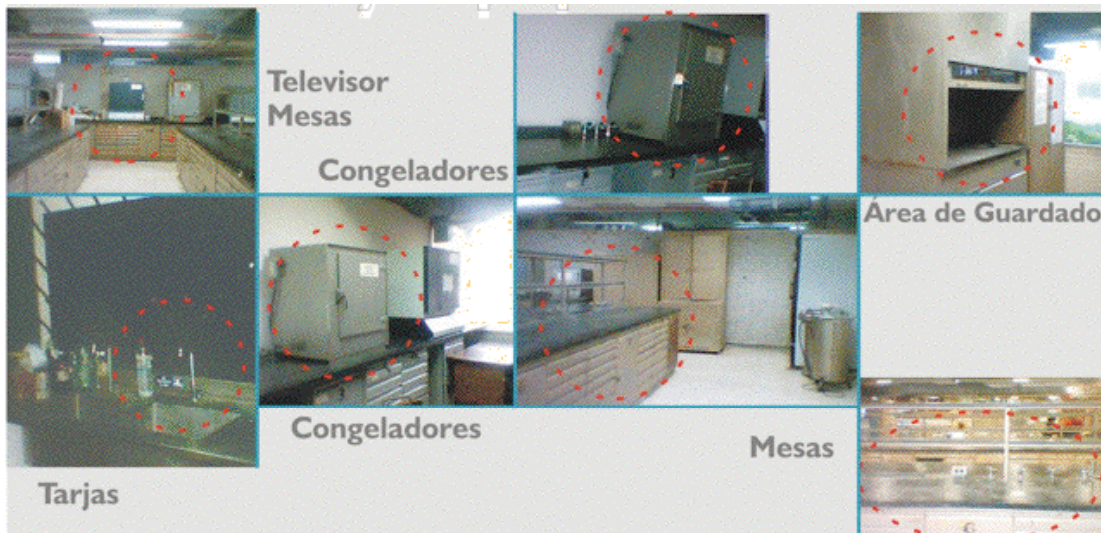 Televisor
Mesas
Congeladores
Área de Guardado
Congeladores
Mesas
Tarjas